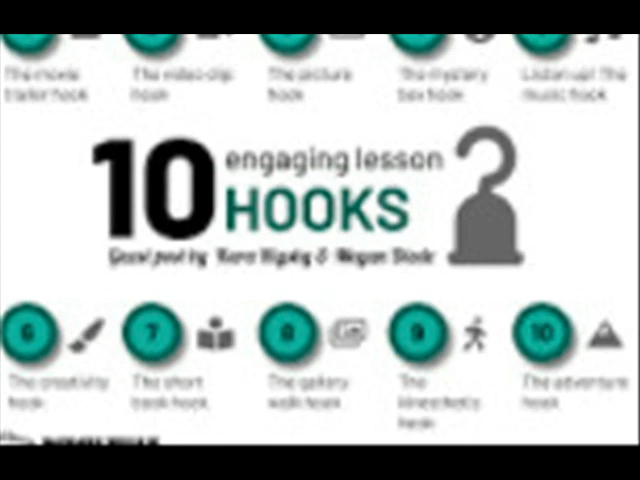 The movie
trailer hook
The video clip
hook
The picture
hook
The mystery
box hook
Listen up! The
music hook
10 engaging lesson
HOOKS
Guest post by &
6
7
8
9
10
The creativity
hook
The short
book hook
The gallery
walk hook
The
kinesthetic
hook
The adventure
hook